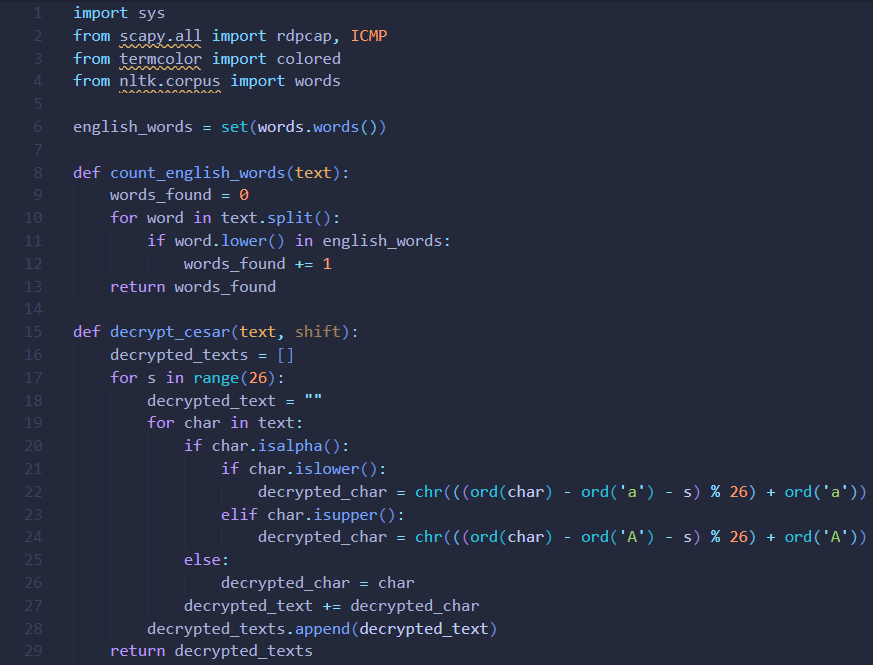 1 import sys
2 from scapy.all import rdpcap, ICMP
3 from termcolor import colored
4 from nltk.corpus import words
5
6 english_words = set(words.words())
7
8 def count_english_words(text):
9     words_found = 0
10     for word in text.split():
11         if word.lower() in english_words:
12             words_found += 1
13     return words_found
14
15 def decrypt_cesar(text, shift):
16     decrypted_texts = []
17     for s in range(26):
18         decrypted_text = ""
19         for char in text:
20             if char.isalpha():
21                 if char.islower():
22                     decrypted_char = chr(((ord(char) - ord('a') - s) % 26) + ord('a'))
23                 elif char.isupper():
24                     decrypted_char = chr(((ord(char) - ord('A') - s) % 26) + ord('A'))
25             else:
26                 decrypted_char = char
27             decrypted_text += decrypted_char
28         decrypted_texts.append(decrypted_text)
29     return decrypted_texts